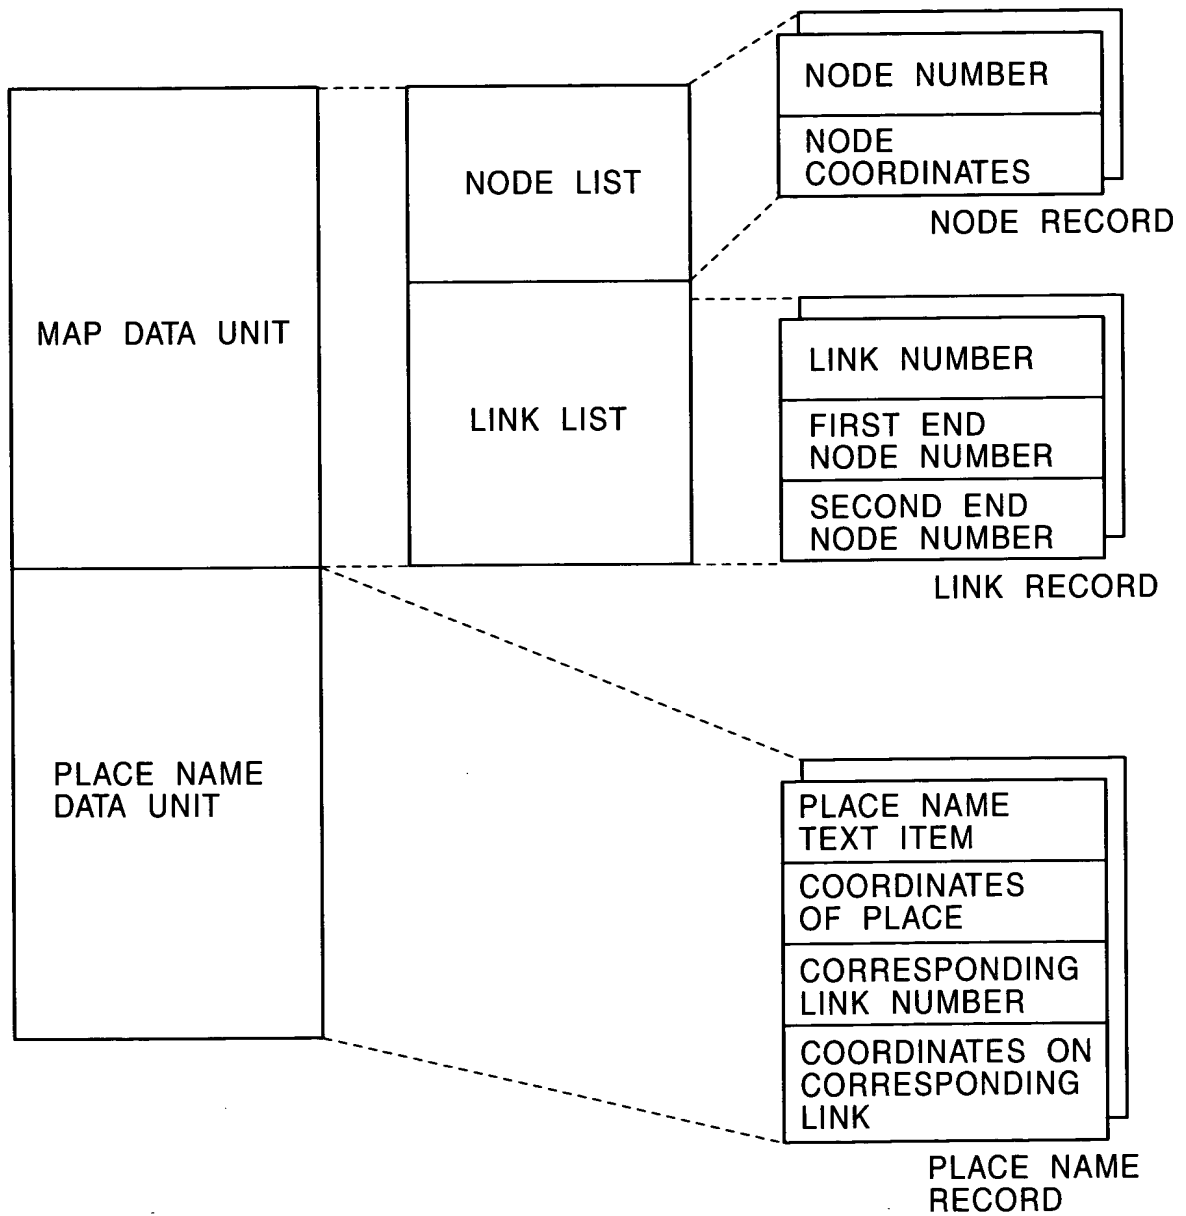 MAP DATA UNIT
PLACE NAME
DATA UNIT
NODE LIST
LINK LIST
NODE NUMBER
NODE
COORDINATES
NODE RECORD
LINK NUMBER
FIRST END
NODE NUMBER
SECOND END
NODE NUMBER
LINK RECORD
PLACE NAME
TEXT ITEM
COORDINATES
OF PLACE
CORRESPONDING
LINK NUMBER
COORDINATES ON
CORRESPONDING
LINK
PLACE NAME
RECORD